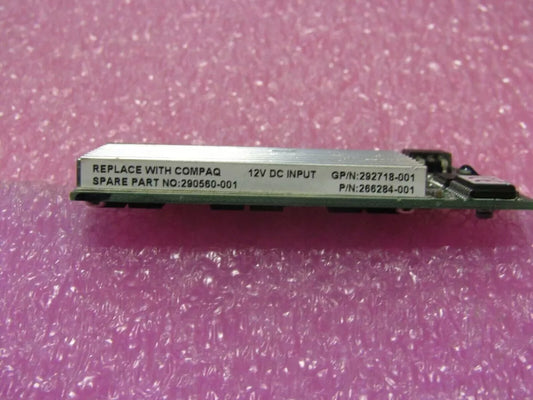 REPLACE WITH COMPAQ 12V DC INPUT GP/N:292718-001
SPARE PART NO:290560-001 P/N:266284-001